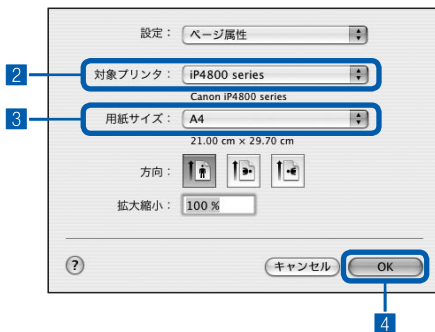 設定： ページ属性
2 対象プリンタ： iP4800 series
Canon iP4800 series
3 用紙サイズ： A4
21.00 cm × 29.70 cm
方向：
拡大縮小： 100 %
? キャンセル OK
4